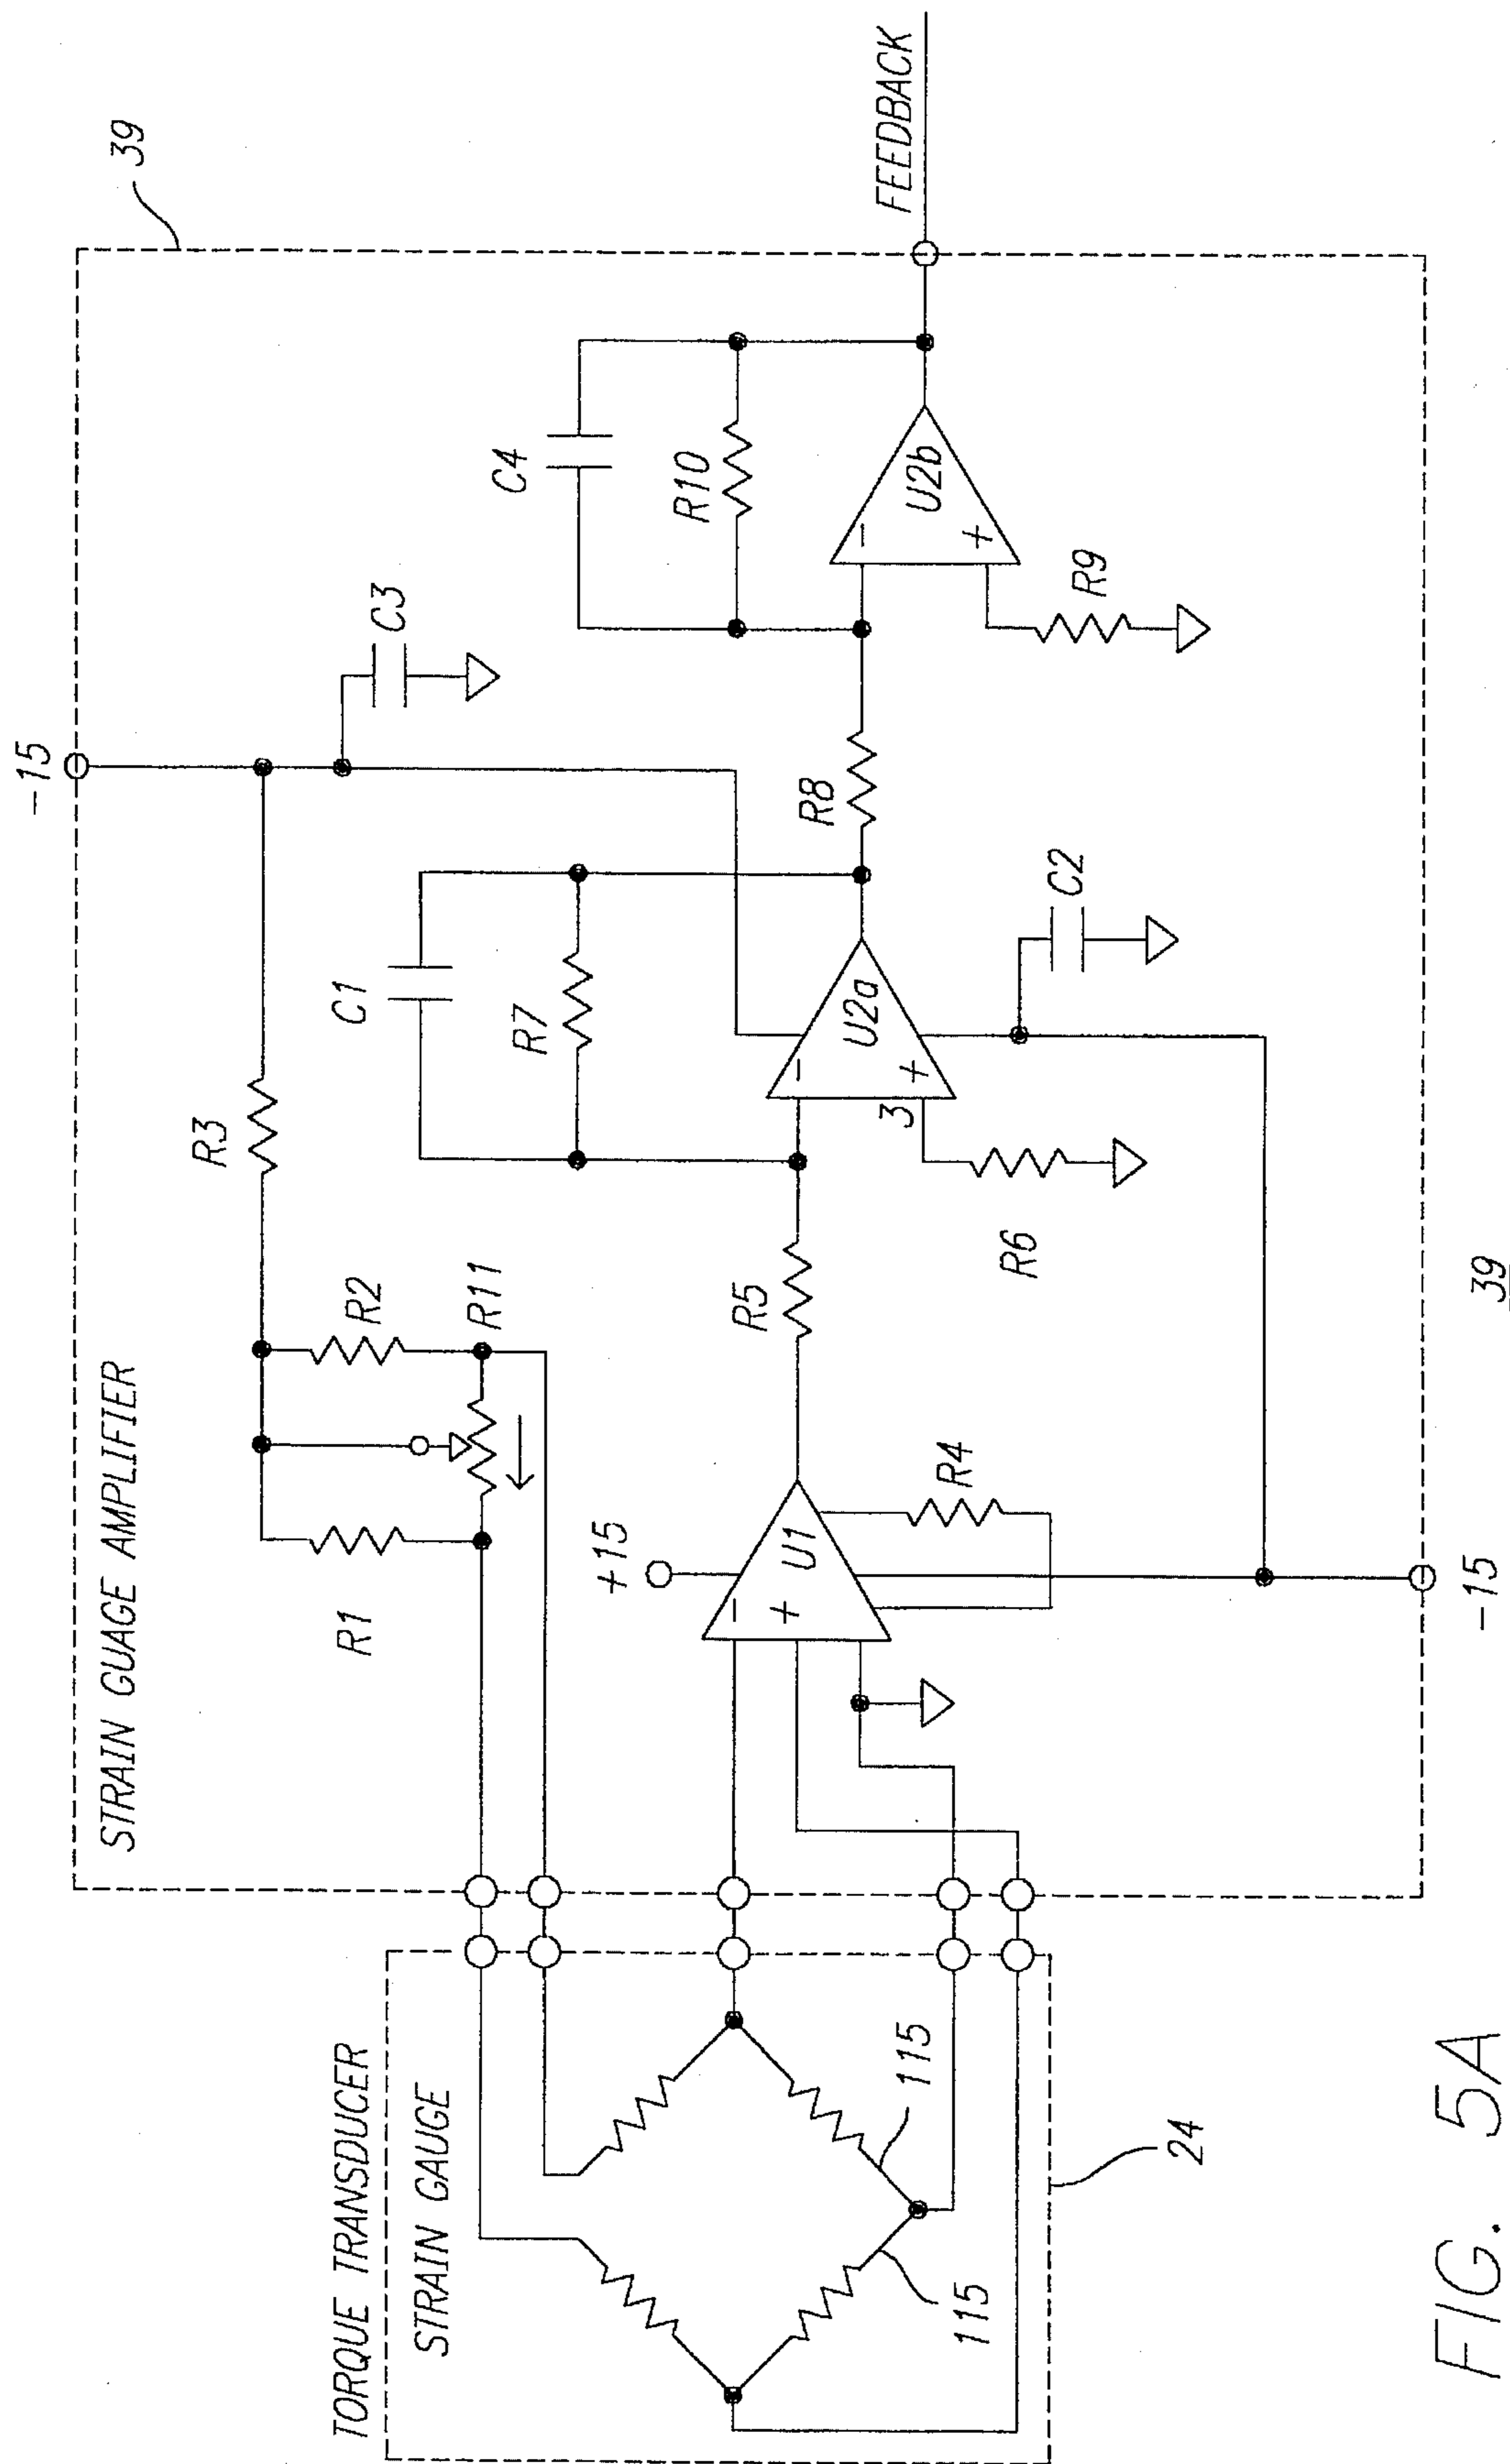 39
-15
STRAIN GUAGE AMPLIFIER
R3
C3
R1
R2
R11
C1
R7
C4
R10
FEEDBACK
TORQUE TRANSDUCER
STRAIN GAUGE
+15
-
+
U1
R4
R5
-
+
U2a
3
R6
C2
R8
-
+
U2b
R9
115
115
24
-15
39
FIG. 5A